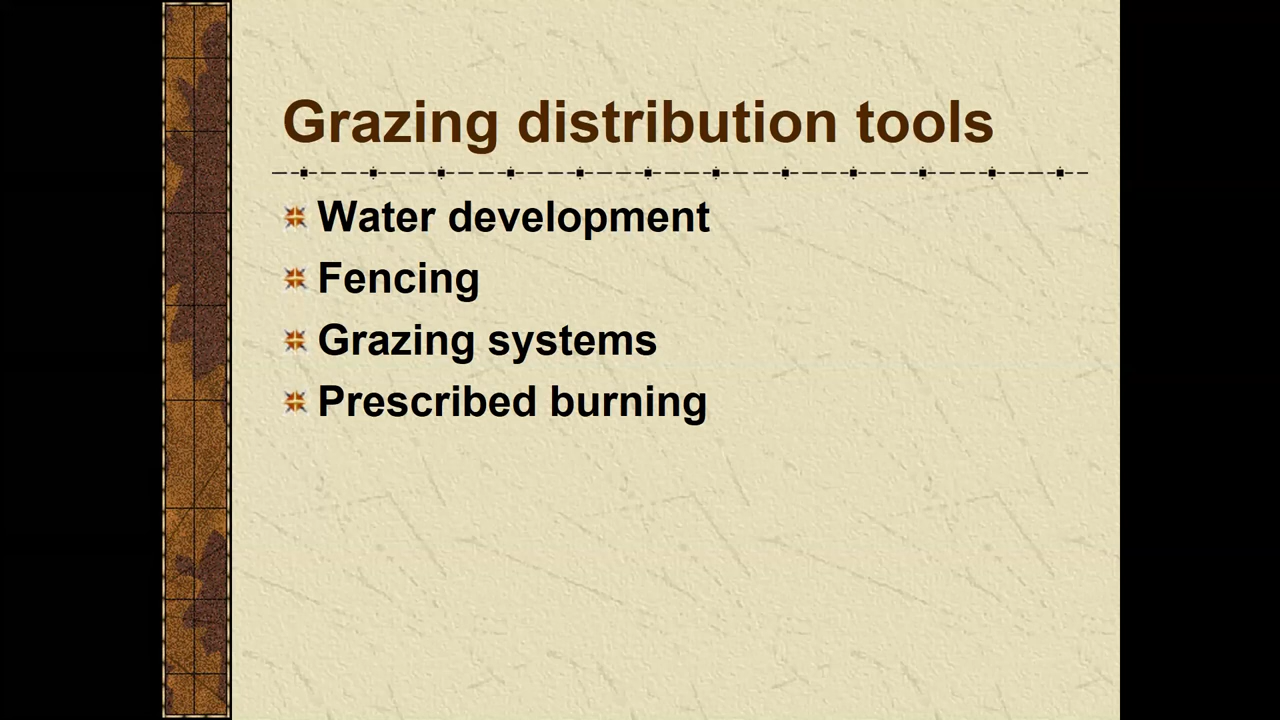 Grazing distribution tools
Water development
Fencing
Grazing systems
Prescribed burning